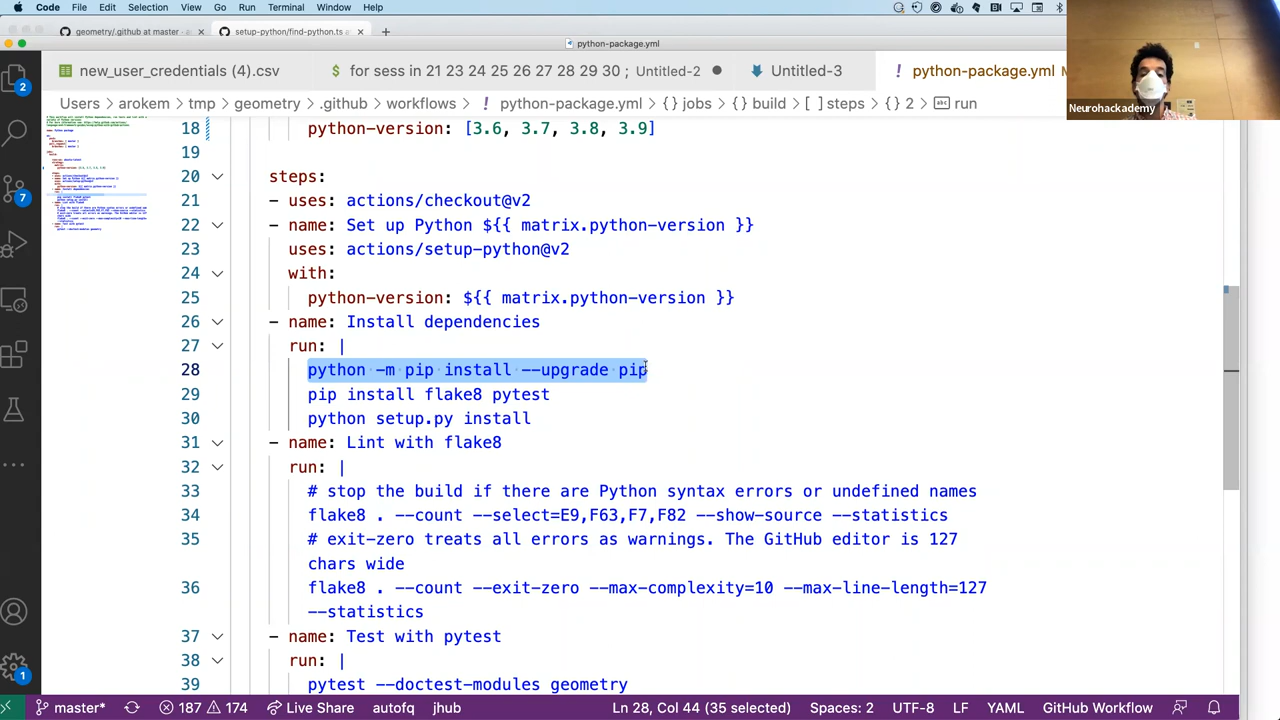 Code File Edit Selection View Go Run Terminal Window Help
geometry/.github at master · a
setup-python/find-python.ts at
python-package.yml
new_user_credentials (4).csv
$ for sess in 21 23 24 25 26 27 28 29 30 ; Untitled-2
Untitled-3
! python-package.yml M
Users > arokem > tmp > geometry > .github > workflows > ! python-package.yml > {} jobs > {} build > [ ] steps > {} 2 > abc run
18 python-version: [3.6, 3.7, 3.8, 3.9]
19
20 steps:
21 - uses: actions/checkout@v2
22 - name: Set up Python ${{ matrix.python-version }}
23 uses: actions/setup-python@v2
24 with:
25 python-version: ${{ matrix.python-version }}
26 - name: Install dependencies
27 run: |
28 python -m pip install --upgrade pip
29 pip install flake8 pytest
30 python setup.py install
31 - name: Lint with flake8
32 run: |
33 # stop the build if there are Python syntax errors or undefined names
34 flake8 . --count --select=E9,F63,F7,F82 --show-source --statistics
35 # exit-zero treats all errors as warnings. The GitHub editor is 127
chars wide
36 flake8 . --count --exit-zero --max-complexity=10 --max-line-length=127
--statistics
37 - name: Test with pytest
38 run: |
39 pytest --doctest-modules geometry
Neurohackademy
2
7
1
master* 187 174 Live Share autofq jhub Ln 28, Col 44 (35 selected) Spaces: 2 UTF-8 LF YAML GitHub Workflow